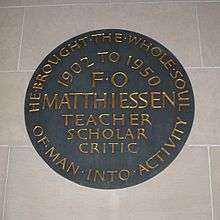 HE·BROUGHT·THE·WHOLE·SOUL
OF·MAN·INTO·ACTIVITY
1902 TO 1950
F·O
MATTHIESSEN
TEACHER
SCHOLAR
CRITIC